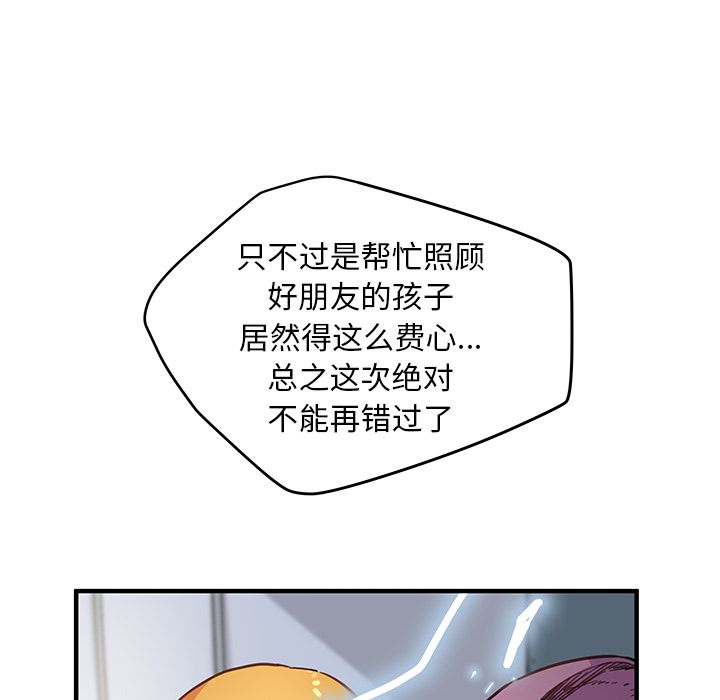 只不过是帮忙照顾
好朋友的孩子
居然得这么费心...
总之这次绝对
不能再错过了